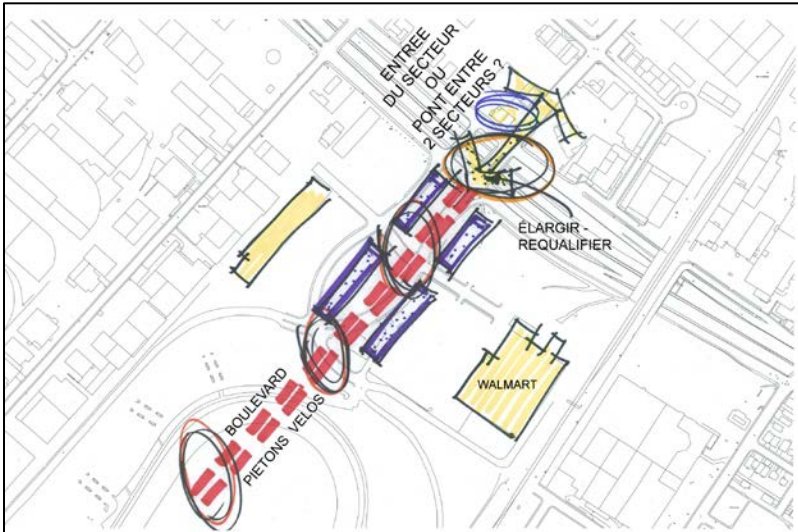 ENTREE
DU SECTEUR
OU
PONT ENTRE
2 SECTEURS ?
ÉLARGIR -
REQUALIFIER
WALMART
BOULEVARD
PIETONS VELOS